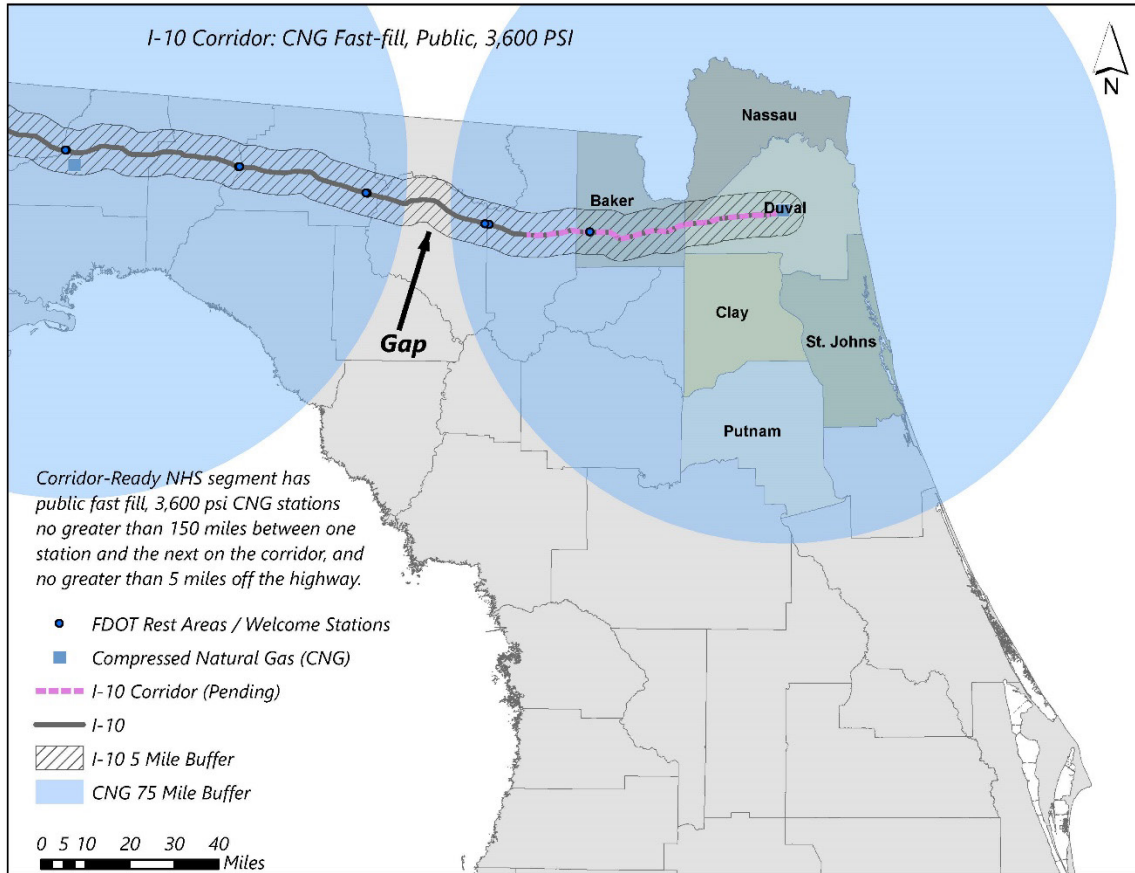 I-10 Corridor: CNG Fast-fill, Public, 3,600 PSI
N
Nassau
Baker
Duval
Gap
Clay
St. Johns
Putnam
Corridor-Ready NHS segment has
public fast fill, 3,600 psi CNG stations
no greater than 150 miles between one
station and the next on the corridor, and
no greater than 5 miles off the highway.
FDOT Rest Areas / Welcome Stations
Compressed Natural Gas (CNG)
I-10 Corridor (Pending)
I-10
I-10 5 Mile Buffer
CNG 75 Mile Buffer
0 5 10 20 30 40
Miles